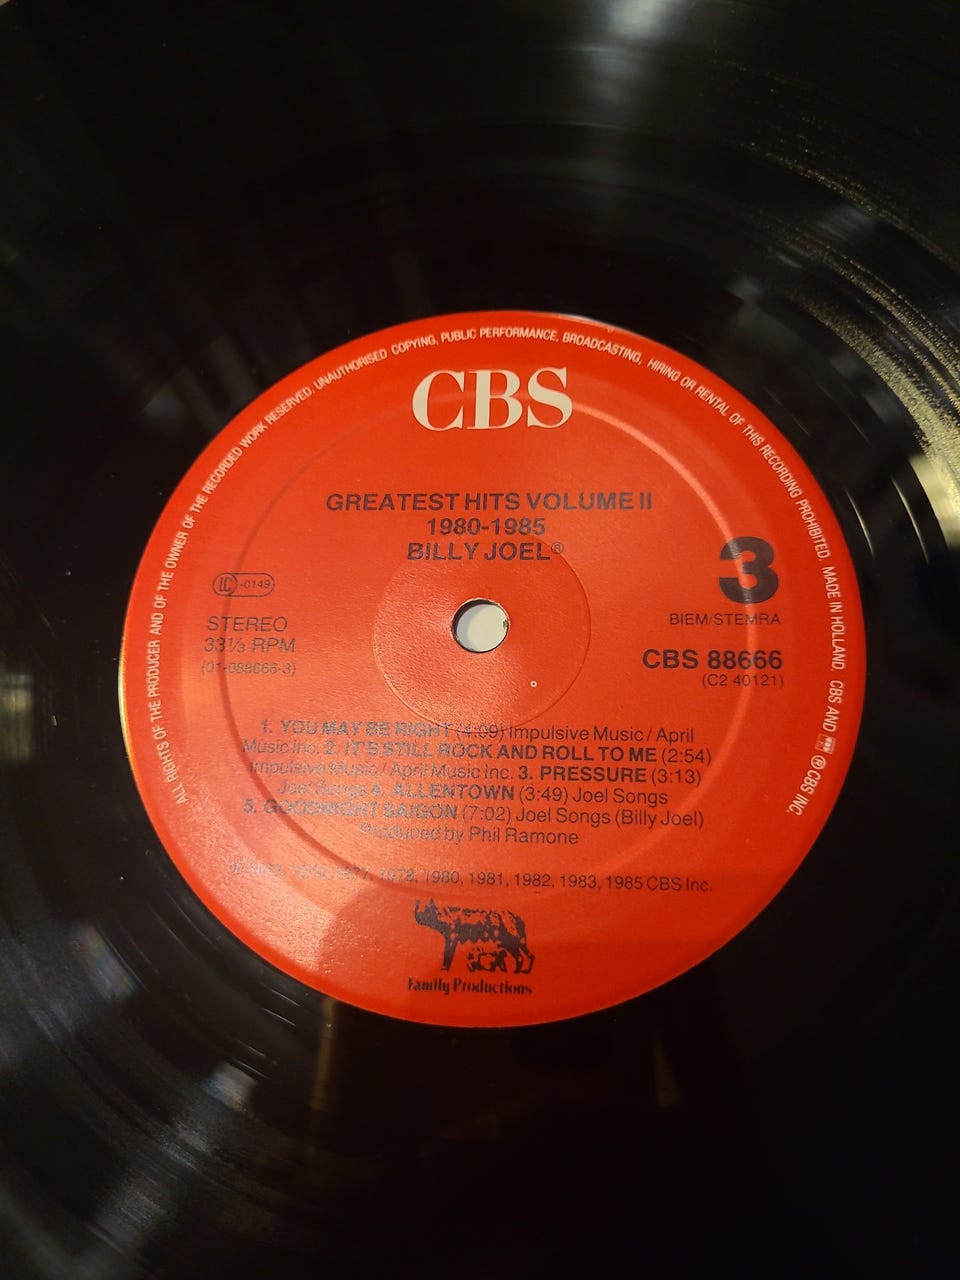 ALL RIGHTS OF THE PRODUCER AND OF THE OWNER OF THE RECORDED WORK RESERVED. UNAUTHORISED COPYING, PUBLIC PERFORMANCE, BROADCASTING, HIRING OR RENTAL OF THIS RECORDING PROHIBITED. MADE IN HOLLAND. CBS AND ® CBS INC.
CBS
GREATEST HITS VOLUME II
1980-1985
BILLY JOEL®
LC -0149
3
STEREO
BIEM/STEMRA
33⅓ RPM
CBS 88666
(01-088666-3)
(C2 40121)
1. YOU MAY BE RIGHT (4:09) Impulsive Music / April
Music Inc. 2. IT'S STILL ROCK AND ROLL TO ME (2:54)
Impulsive Music / April Music Inc. 3. PRESSURE (3:13)
Joel Songs 4. ALLENTOWN (3:49) Joel Songs
5. GOODNIGHT SAIGON (7:02) Joel Songs (Billy Joel)
Produced by Phil Ramone
1977, 1978, 1980, 1981, 1982, 1983, 1985 CBS Inc.
Family Productions